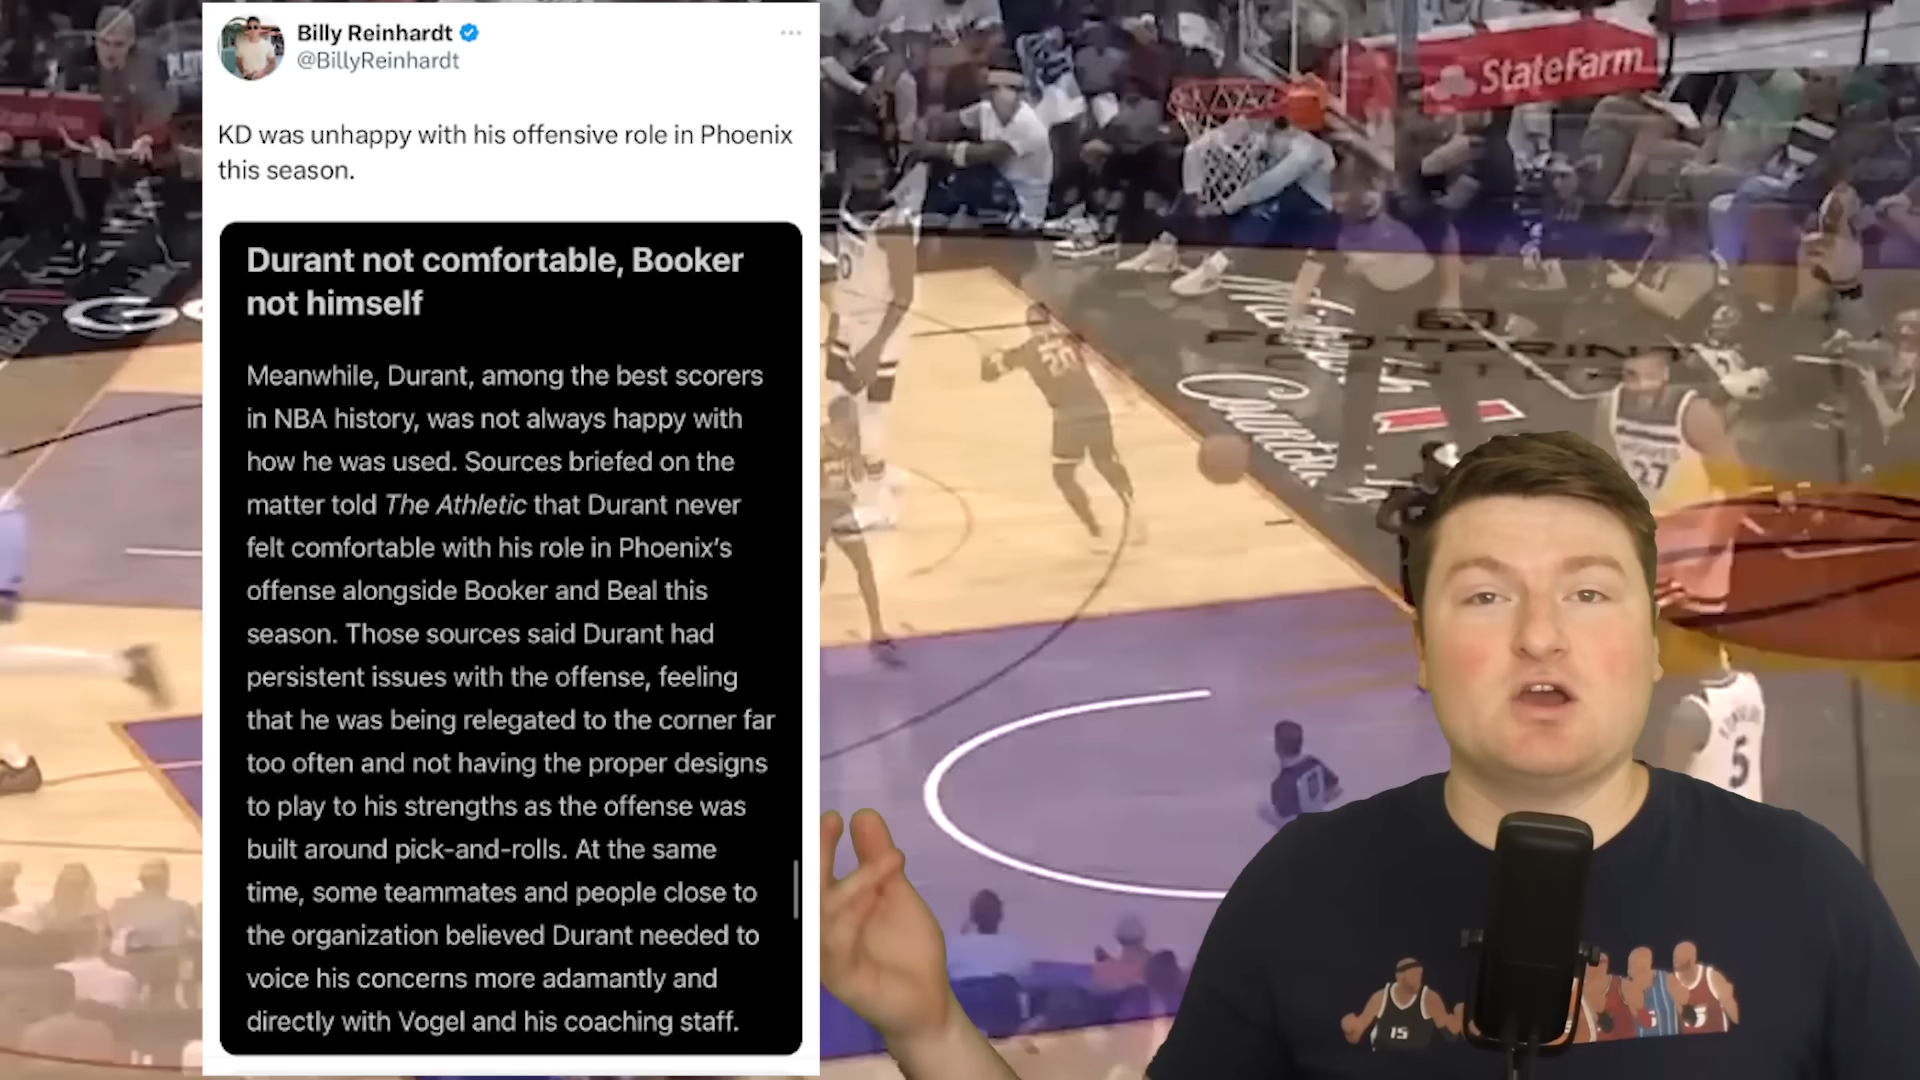 Billy Reinhardt
@BillyReinhardt
KD was unhappy with his offensive role in Phoenix
this season.
Durant not comfortable, Booker
not himself
Meanwhile, Durant, among the best scorers
in NBA history, was not always happy with
how he was used. Sources briefed on the
matter told The Athletic that Durant never
felt comfortable with his role in Phoenix’s
offense alongside Booker and Beal this
season. Those sources said Durant had
persistent issues with the offense, feeling
that he was being relegated to the corner far
too often and not having the proper designs
to play to his strengths as the offense was
built around pick-and-rolls. At the same
time, some teammates and people close to
the organization believed Durant needed to
voice his concerns more adamantly and
directly with Vogel and his coaching staff.
StateFarm
FOOTPRINT
27
5
15